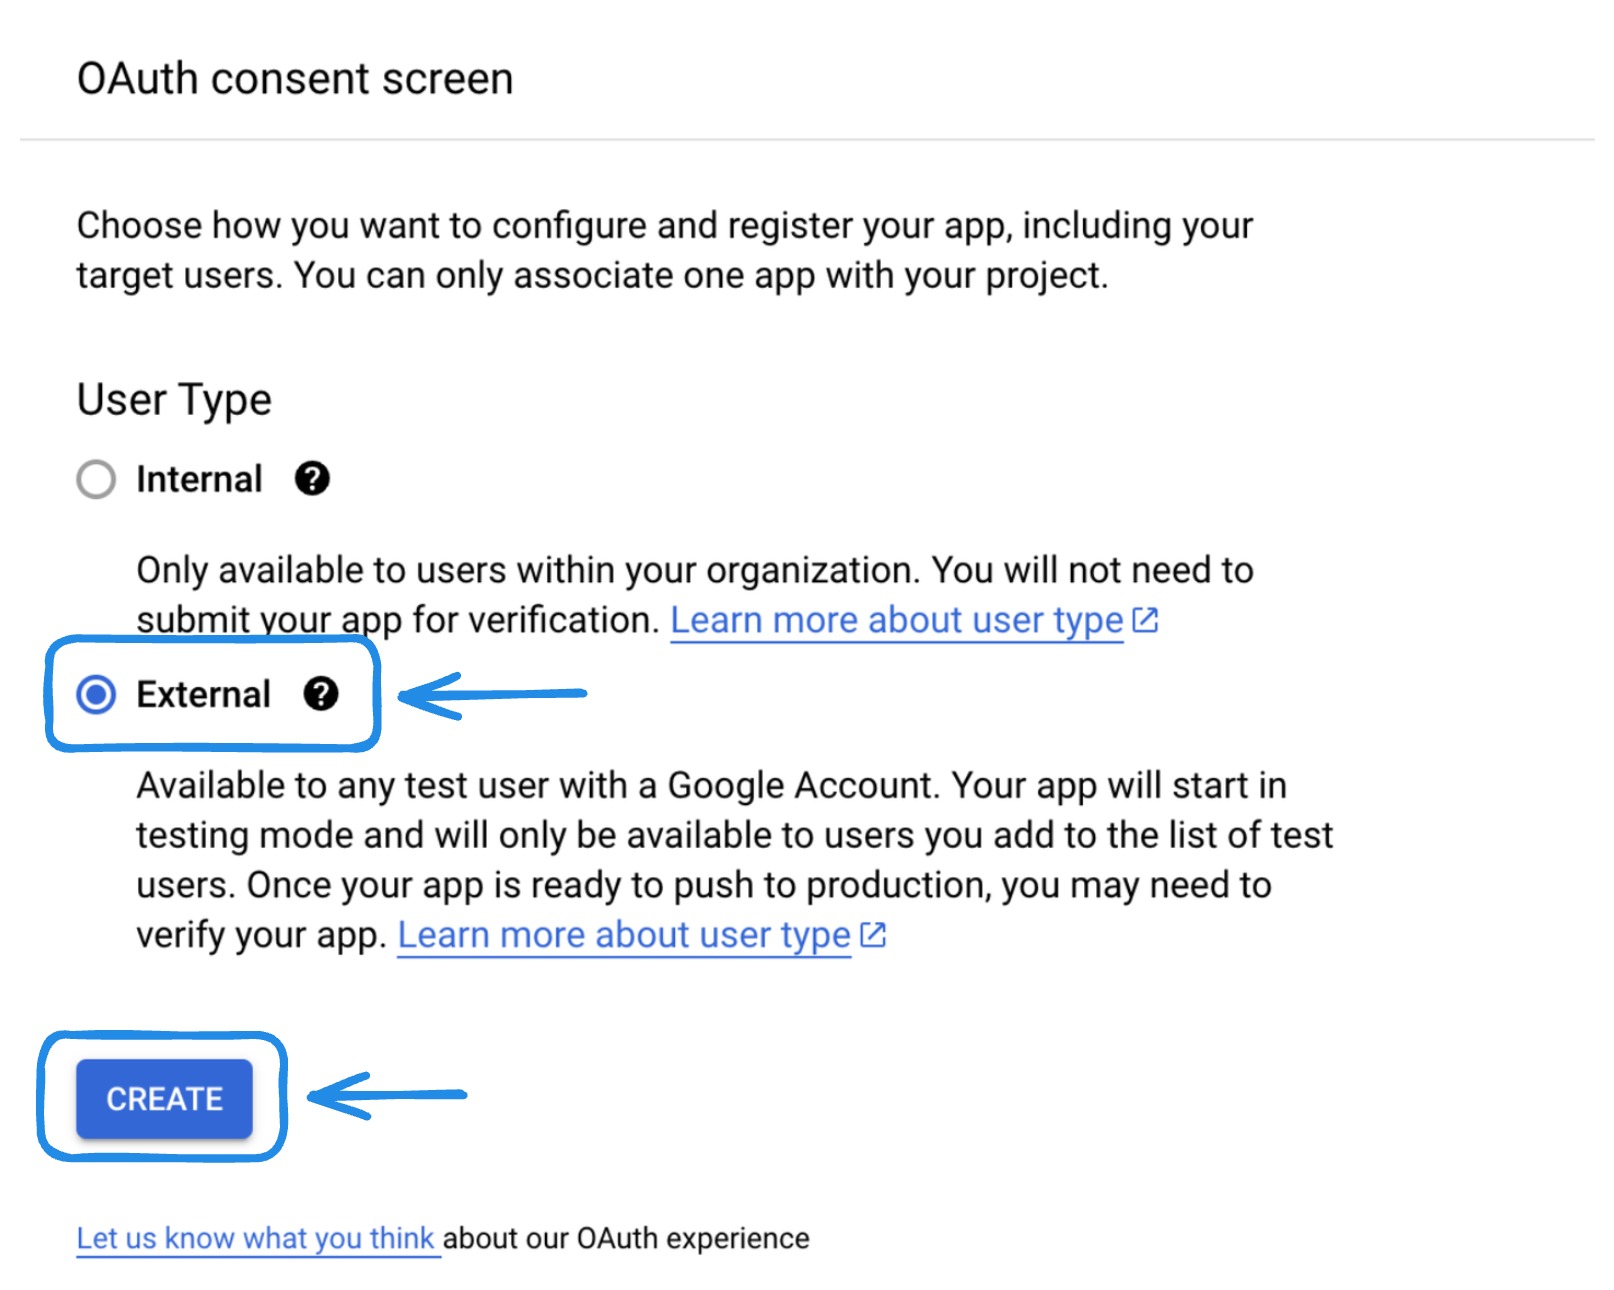 OAuth consent screen
Choose how you want to configure and register your app, including your
target users. You can only associate one app with your project.
User Type
Internal ?
Only available to users within your organization. You will not need to
submit your app for verification. Learn more about user type
External ?
Available to any test user with a Google Account. Your app will start in
testing mode and will only be available to users you add to the list of test
users. Once your app is ready to push to production, you may need to
verify your app. Learn more about user type
CREATE
Let us know what you think about our OAuth experience